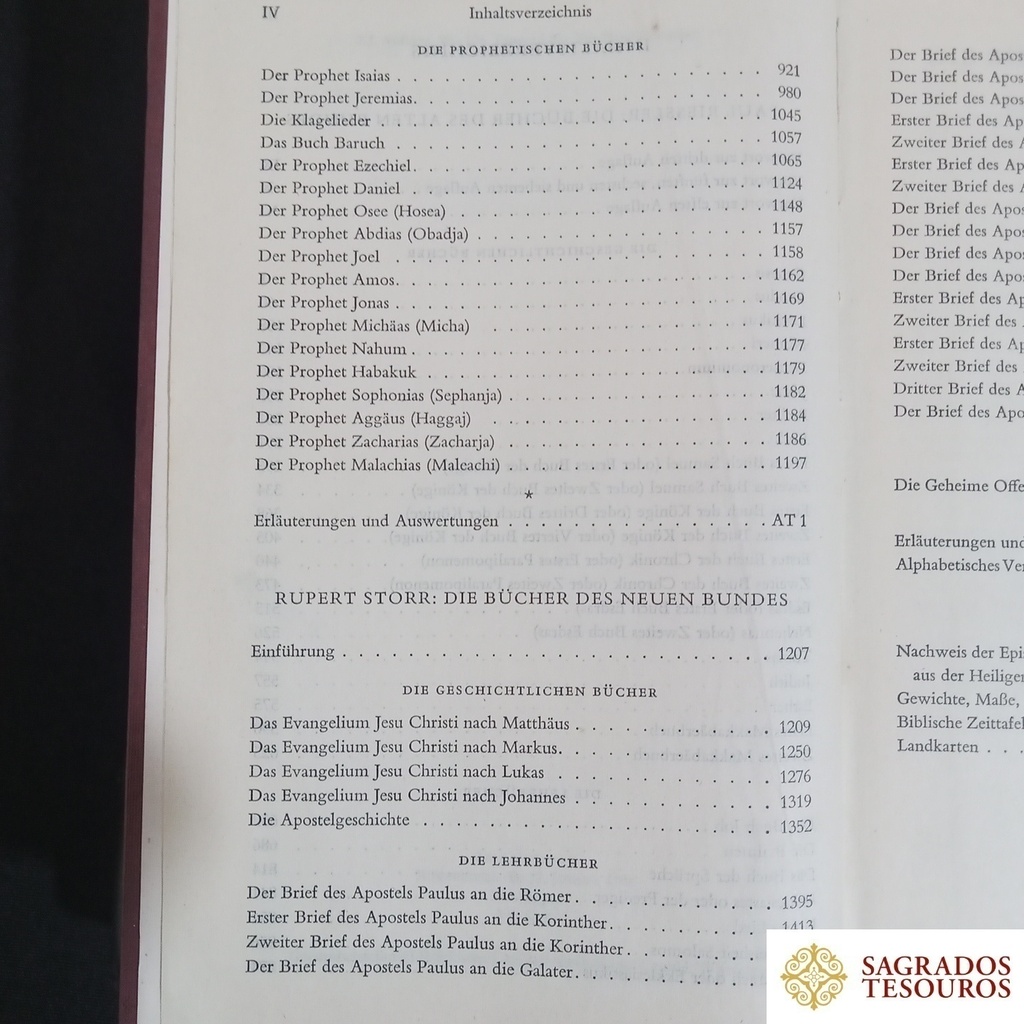 IV Inhaltsverzeichnis
DIE PROPHETISCHEN BÜCHER
Der Prophet Isaias . . . . . . . . . . . . . . . . . . . . 921
Der Prophet Jeremias. . . . . . . . . . . . . . . . . . . 980
Die Klagelieder . . . . . . . . . . . . . . . . . . . . . 1045
Das Buch Baruch . . . . . . . . . . . . . . . . . . . . 1057
Der Prophet Ezechiel. . . . . . . . . . . . . . . . . . . 1065
Der Prophet Daniel . . . . . . . . . . . . . . . . . . . 1124
Der Prophet Osee (Hosea) . . . . . . . . . . . . . . . . . 1148
Der Prophet Abdias (Obadja) . . . . . . . . . . . . . . . . 1157
Der Prophet Joel . . . . . . . . . . . . . . . . . . . . 1158
Der Prophet Amos. . . . . . . . . . . . . . . . . . . . 1162
Der Prophet Jonas . . . . . . . . . . . . . . . . . . . . 1169
Der Prophet Michäas (Micha) . . . . . . . . . . . . . . . 1171
Der Prophet Nahum . . . . . . . . . . . . . . . . . . . 1177
Der Prophet Habakuk . . . . . . . . . . . . . . . . . . 1179
Der Prophet Sophonias (Sephanja) . . . . . . . . . . . . . . 1182
Der Prophet Aggäus (Haggaj) . . . . . . . . . . . . . . . 1184
Der Prophet Zacharias (Zacharja) . . . . . . . . . . . . . . 1186
Der Prophet Malachias (Maleachi) . . . . . . . . . . . . . . 1197
*
Erläuterungen und Auswertungen . . . . . . . . . . . . . . AT 1
RUPERT STORR: DIE BÜCHER DES NEUEN BUNDES
Einführung . . . . . . . . . . . . . . . . . . . . . . 1207
DIE GESCHICHTLICHEN BÜCHER
Das Evangelium Jesu Christi nach Matthäus . . . . . . . . . . . 1209
Das Evangelium Jesu Christi nach Markus. . . . . . . . . . . . 1250
Das Evangelium Jesu Christi nach Lukas . . . . . . . . . . . . 1276
Das Evangelium Jesu Christi nach Johannes . . . . . . . . . . . 1319
Die Apostelgeschichte . . . . . . . . . . . . . . . . . . 1352
DIE LEHRBÜCHER
Der Brief des Apostels Paulus an die Römer . . . . . . . . . . . 1395
Erster Brief des Apostels Paulus an die Korinther. . . . . . . . . 1413
Zweiter Brief des Apostels Paulus an die Korinther . . . . . . . .
Der Brief des Apostels Paulus an die Galater. . . . . . . . . . .
Der Brief des Apos
Der Brief des Apos
Der Brief des Apos
Erster Brief des Ap
Zweiter Brief des A
Erster Brief des Ap
Zweiter Brief des A
Der Brief des Apos
Der Brief des Apos
Der Brief des Apos
Der Brief des Apos
Erster Brief des Ap
Zweiter Brief des A
Erster Brief des Ap
Zweiter Brief des A
Dritter Brief des A
Der Brief des Apo
Die Geheime Offe
Erläuterungen und
Alphabetisches Ver
Nachweis der Epi
aus der Heiligen
Gewichte, Maße,
Biblische Zeittafel
Landkarten . . .
SAGRADOS
TESOUROS